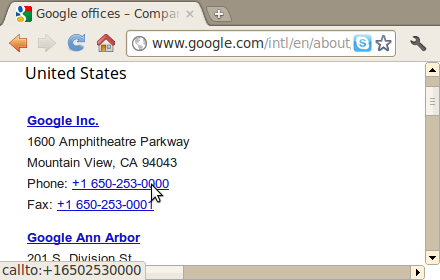 Google offices – Compan
www.google.com/intl/en/about
United States
Google Inc.
1600 Amphitheatre Parkway
Mountain View, CA 94043
Phone: +1 650-253-0000
Fax: +1 650-253-0001
Google Ann Arbor
201 S. Division St
callto:+16502530000